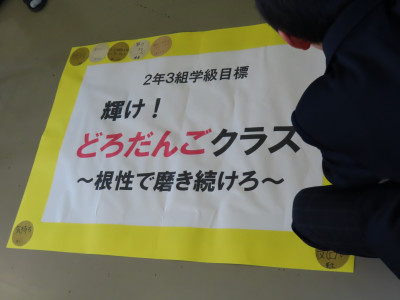 2年3組学級目標
輝け！
どろだんごクラス
～根性で磨き続けろ～